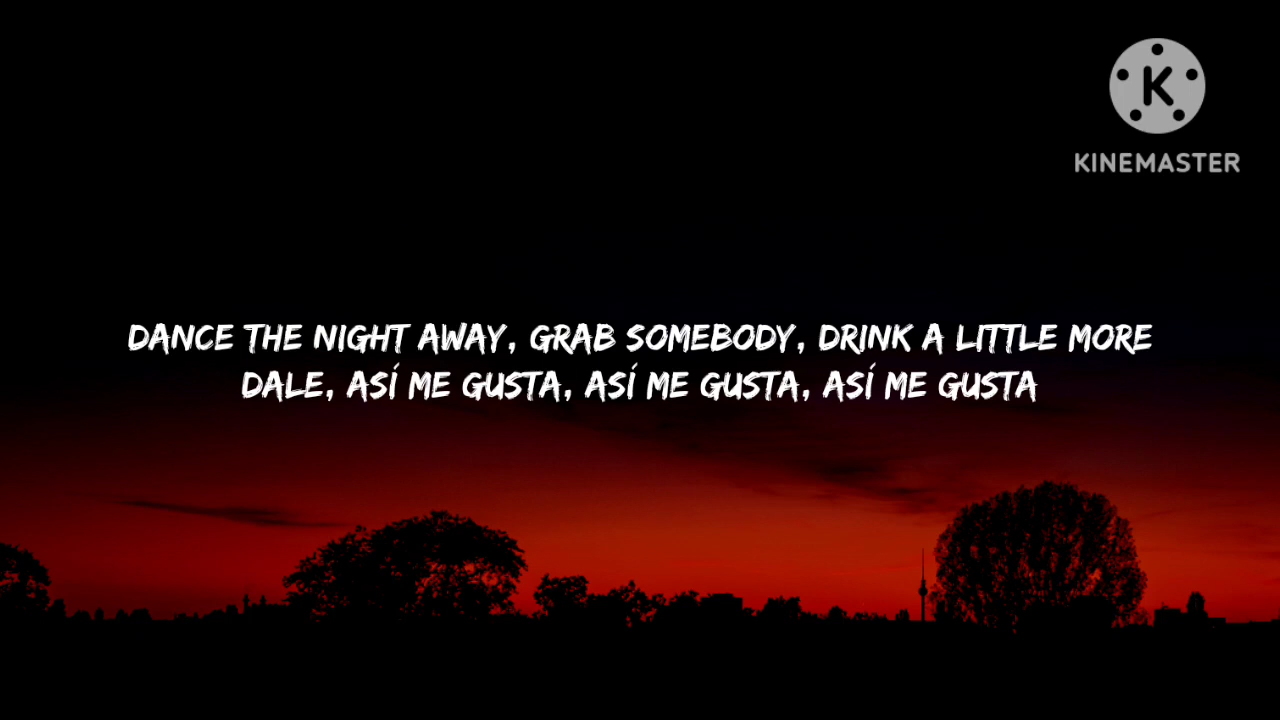 KINEMASTER
DANCE THE NIGHT AWAY, GRAB SOMEBODY, DRINK A LITTLE MORE
DALE, ASÍ ME GUSTA, ASÍ ME GUSTA, ASÍ ME GUSTA